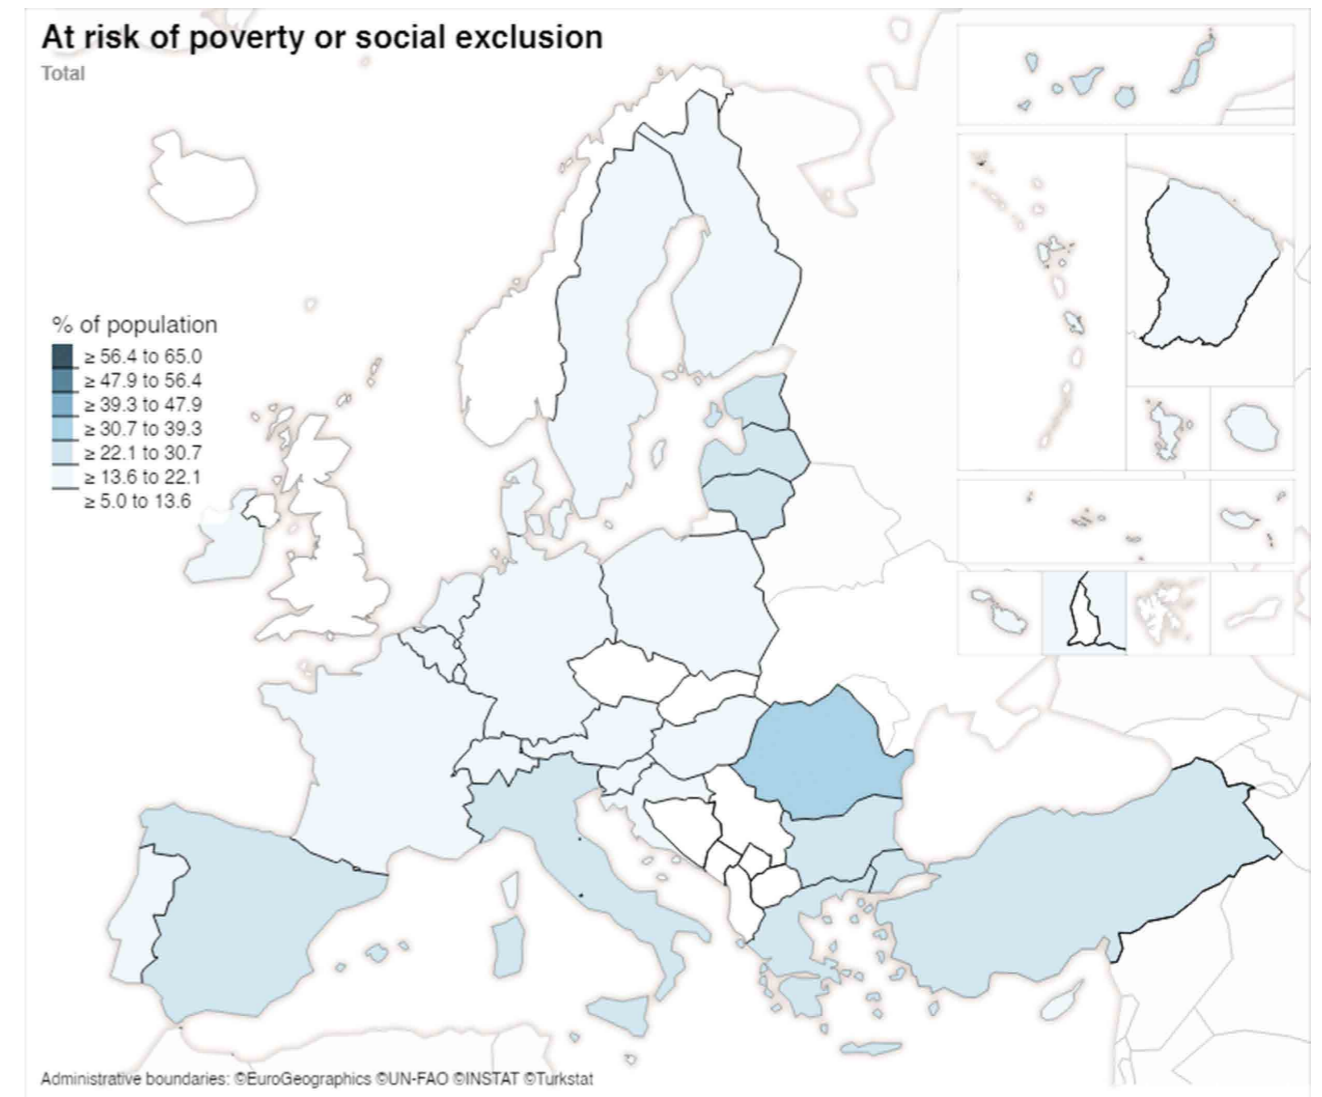 At risk of poverty or social exclusion
Total
% of population
≥ 56.4 to 65.0
≥ 47.9 to 56.4
≥ 39.3 to 47.9
≥ 30.7 to 39.3
≥ 22.1 to 30.7
≥ 13.6 to 22.1
≥ 5.0 to 13.6
Administrative boundaries: ©EuroGeographics ©UN-FAO ©INSTAT ©Turkstat